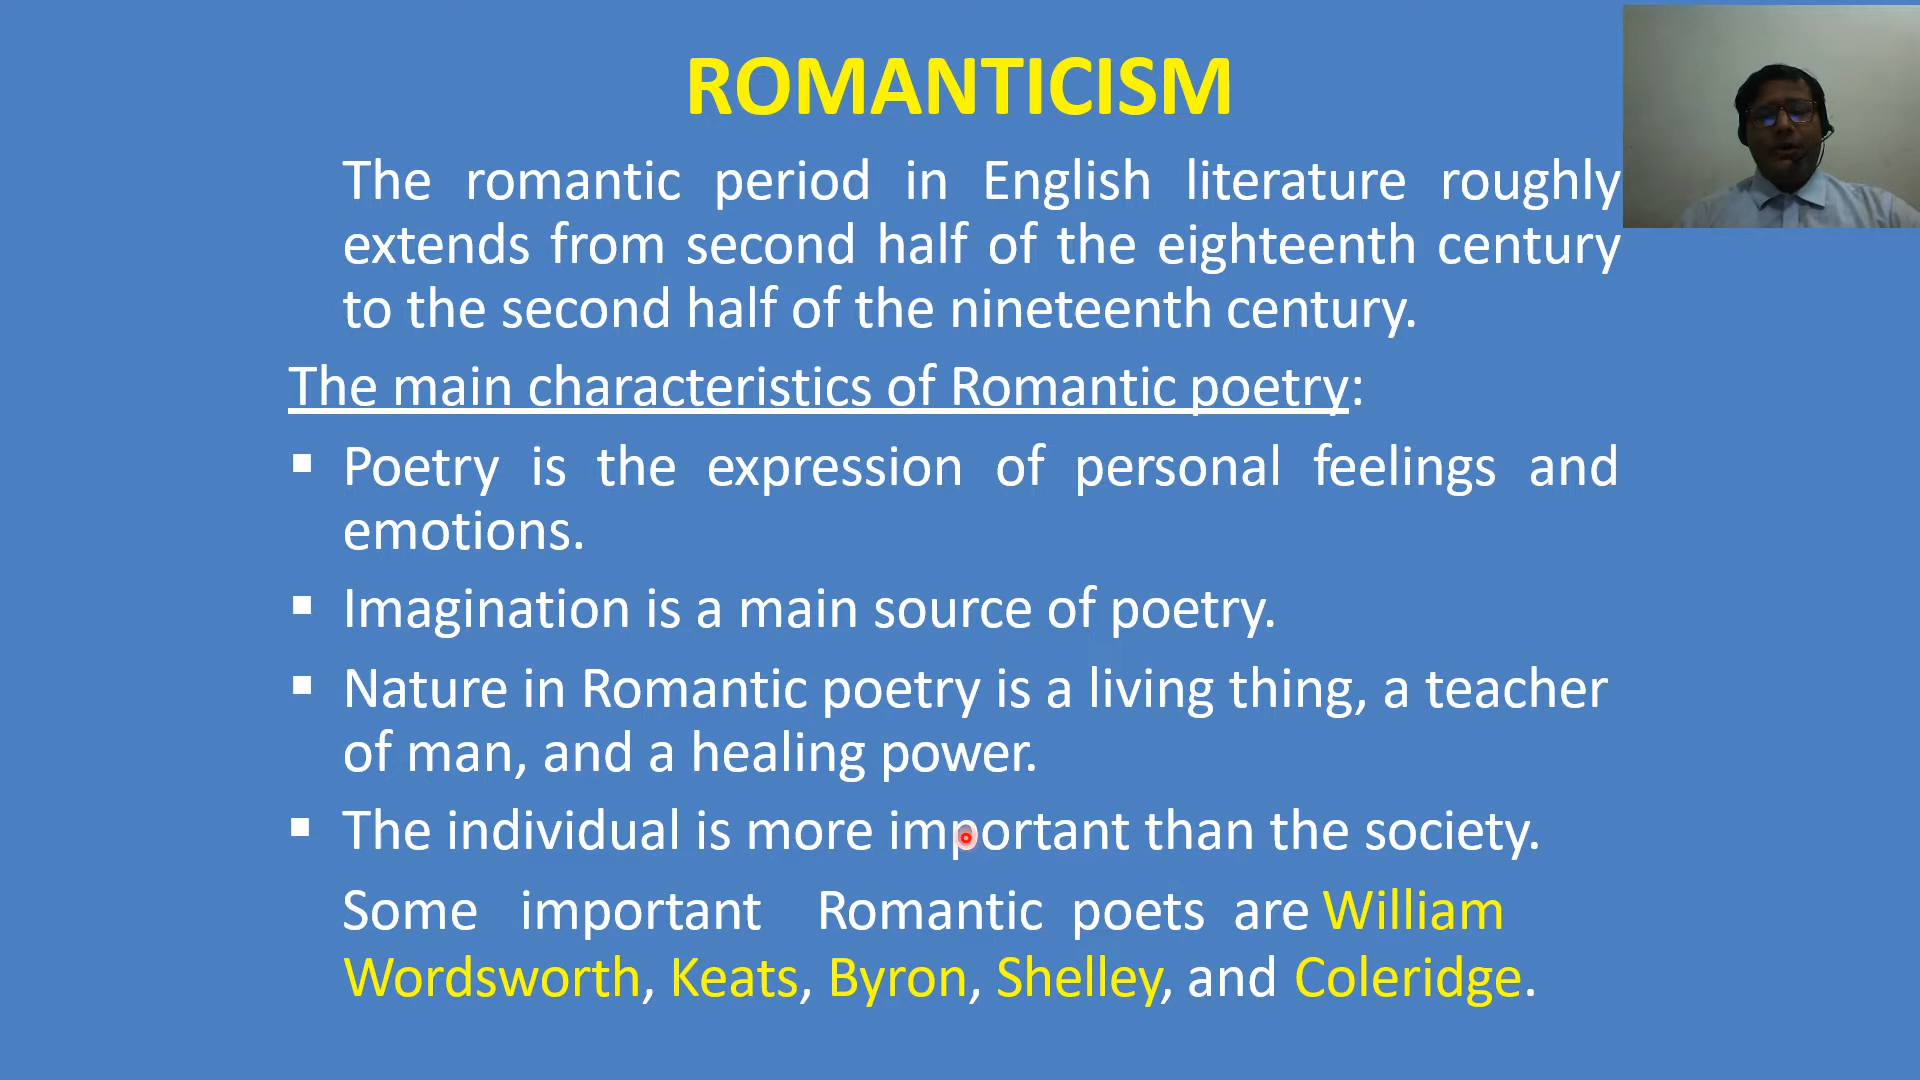 ROMANTICISM
The romantic period in English literature roughly
extends from second half of the eighteenth century
to the second half of the nineteenth century.
The main characteristics of Romantic poetry:
▪ Poetry is the expression of personal feelings and
emotions.
▪ Imagination is a main source of poetry.
▪ Nature in Romantic poetry is a living thing, a teacher
of man, and a healing power.
▪ The individual is more important than the society.
Some important Romantic poets are William
Wordsworth, Keats, Byron, Shelley, and Coleridge.